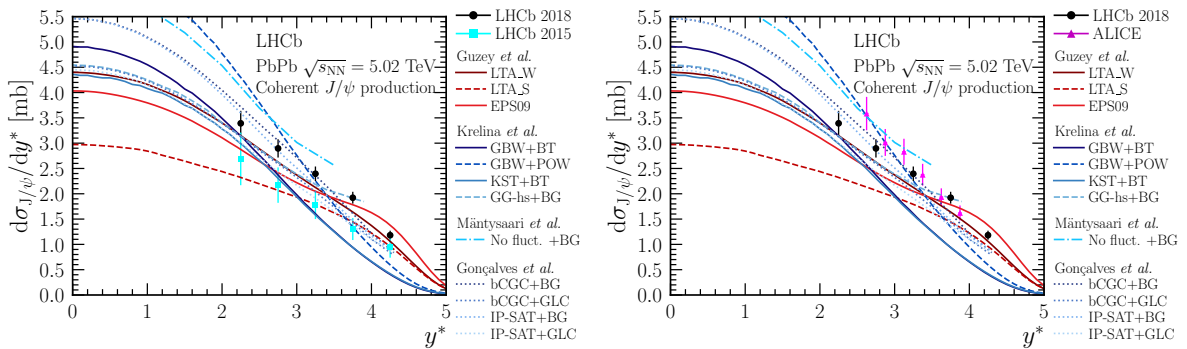 5.5
5.0
4.5
4.0
3.5
3.0
2.5
2.0
1.5
1.0
0.5
0.0
dσ_{J/ψ}/dy* [mb]
0 1 2 3 4 5
y*
LHCb
PbPb √s_NN = 5.02 TeV
Coherent J/ψ production
LHCb 2018
LHCb 2015
Guzey et al.
LTA_W
LTA_S
EPS09
Krelina et al.
GBW+BT
GBW+POW
KST+BT
GG-hs+BG
Mäntysaari et al.
No fluct. +BG
Gonçalves et al.
bCGC+BG
bCGC+GLC
IP-SAT+BG
IP-SAT+GLC
5.5
5.0
4.5
4.0
3.5
3.0
2.5
2.0
1.5
1.0
0.5
0.0
dσ_{J/ψ}/dy* [mb]
0 1 2 3 4 5
y*
LHCb
PbPb √s_NN = 5.02 TeV
Coherent J/ψ production
LHCb 2018
ALICE
Guzey et al.
LTA_W
LTA_S
EPS09
Krelina et al.
GBW+BT
GBW+POW
KST+BT
GG-hs+BG
Mäntysaari et al.
No fluct. +BG
Gonçalves et al.
bCGC+BG
bCGC+GLC
IP-SAT+BG
IP-SAT+GLC